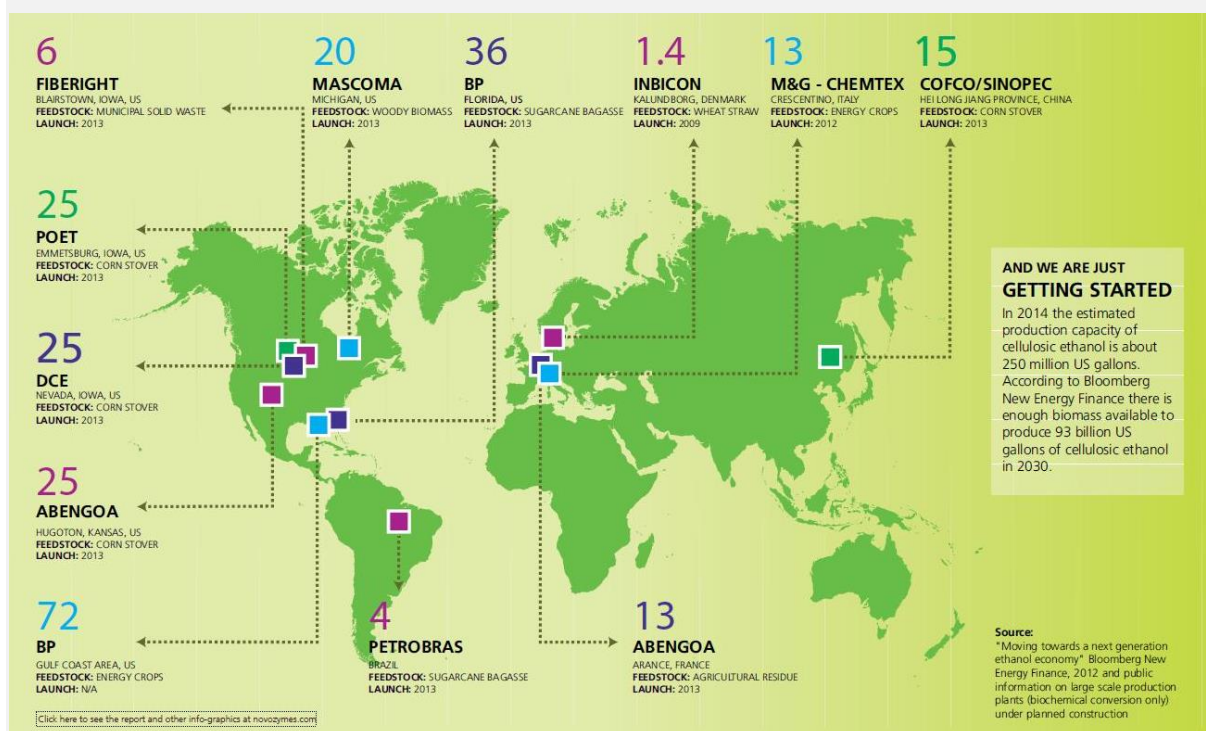 6
FIBERIGHT
BLAIRSTOWN, IOWA, US
FEEDSTOCK: MUNICIPAL SOLID WASTE
LAUNCH: 2013
20
MASCOMA
MICHIGAN, US
FEEDSTOCK: WOODY BIOMASS
LAUNCH: 2013
36
BP
FLORIDA, US
FEEDSTOCK: SUGARCANE BAGASSE
LAUNCH: 2013
1.4
INBICON
KALUNDBORG, DENMARK
FEEDSTOCK: WHEAT STRAW
LAUNCH: 2009
13
M&G - CHEMTEX
CRESCENTINO, ITALY
FEEDSTOCK: ENERGY CROPS
LAUNCH: 2012
15
COFCO/SINOPEC
HEI LONG JIANG PROVINCE, CHINA
FEEDSTOCK: CORN STOVER
LAUNCH: 2013
25
POET
EMMETSBURG, IOWA, US
FEEDSTOCK: CORN STOVER
LAUNCH: 2013
25
DCE
NEVADA, IOWA, US
FEEDSTOCK: CORN STOVER
LAUNCH: 2013
25
ABENGOA
HUGOTON, KANSAS, US
FEEDSTOCK: CORN STOVER
LAUNCH: 2013
72
BP
GULF COAST AREA, US
FEEDSTOCK: ENERGY CROPS
LAUNCH: N/A
4
PETROBRAS
BRAZIL
FEEDSTOCK: SUGARCANE BAGASSE
LAUNCH: 2013
13
ABENGOA
ARANCE, FRANCE
FEEDSTOCK: AGRICULTURAL RESIDUE
LAUNCH: 2013
AND WE ARE JUST
GETTING STARTED
In 2014 the estimated
production capacity of
cellulosic ethanol is about
250 million US gallons.
According to Bloomberg
New Energy Finance there is
enough biomass available to
produce 93 billion US
gallons of cellulosic ethanol
in 2030.
Source:
"Moving towards a next generation
ethanol economy" Bloomberg New
Energy Finance, 2012 and public
information on large scale production
plants (biochemical conversion only)
under planned construction
Click here to see the report and other info-graphics at novozymes.com